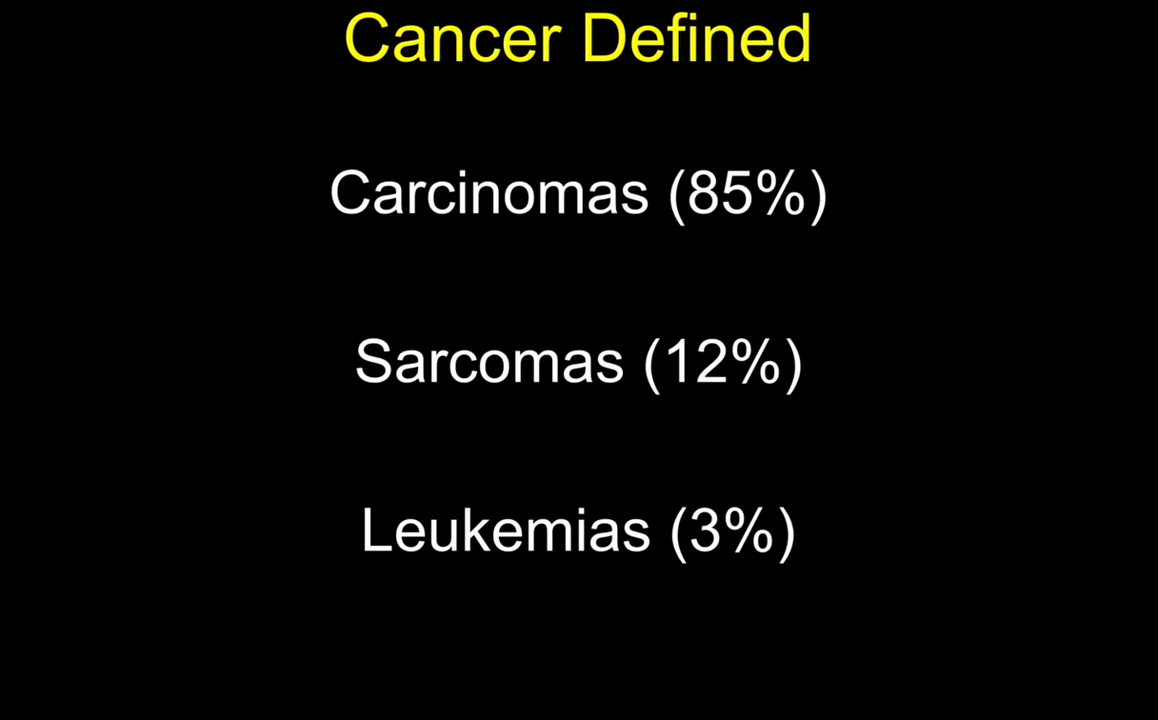 Cancer Defined
Carcinomas (85%)
Sarcomas (12%)
Leukemias (3%)